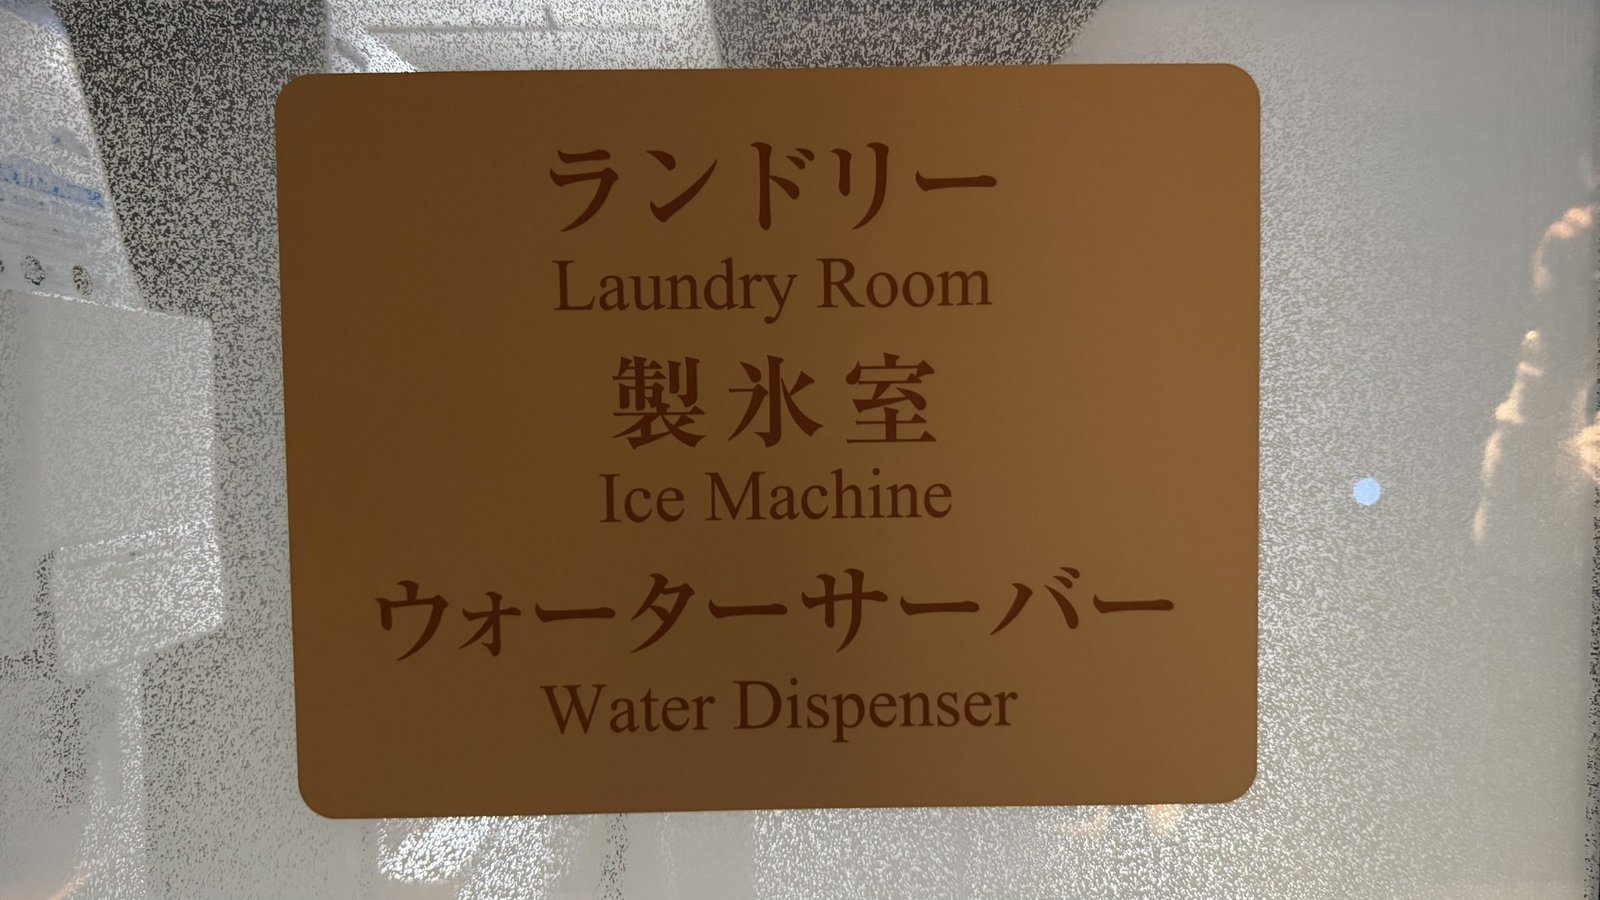 ランドリー
Laundry Room
製氷室
Ice Machine
ウォーターサーバー
Water Dispenser